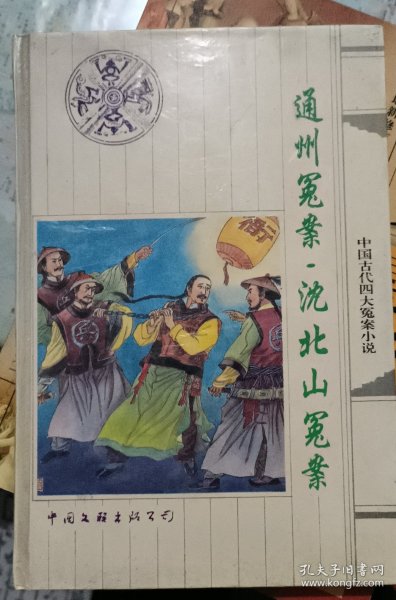 通州冤案·沈北山冤案
中国古代四大冤案小说
衙
中国文联出版公司
孔夫子旧书网
www.kongfz.com